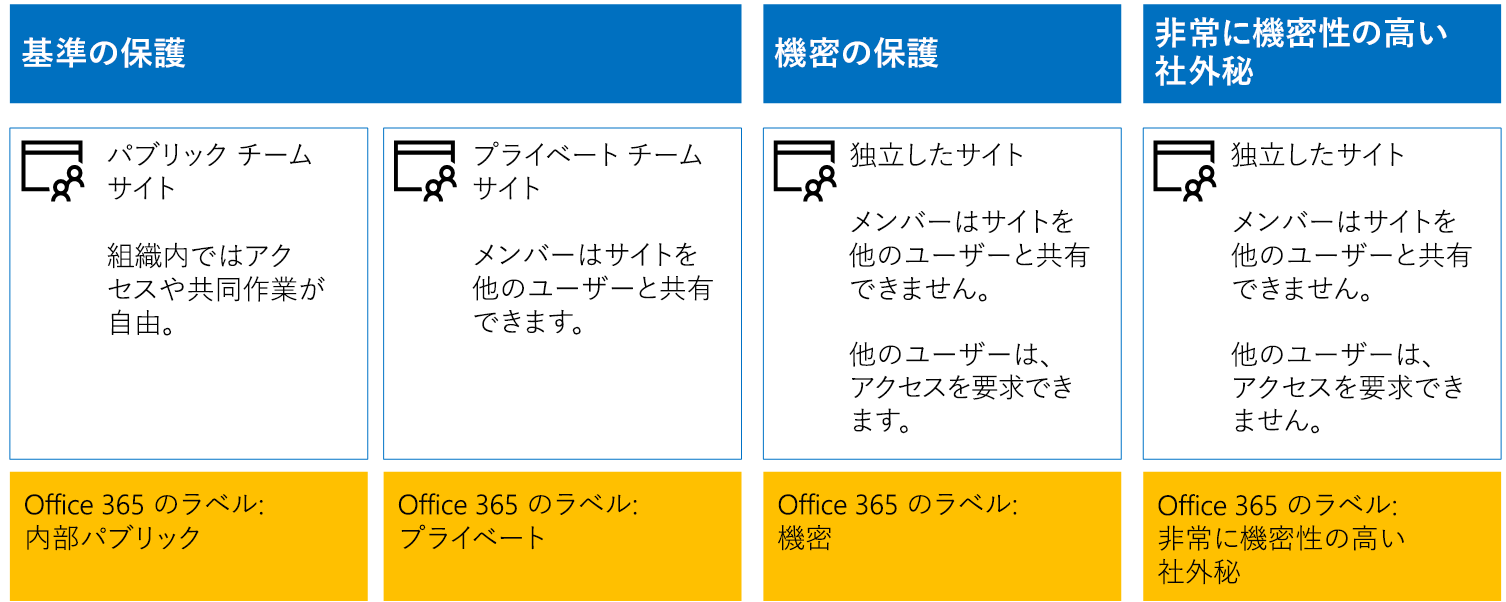 基準の保護
機密の保護
非常に機密性の高い
社外秘
パブリック チーム
サイト
組織内ではアク
セスや共同作業が
自由。
プライベート チーム
サイト
メンバーはサイトを
他のユーザーと共有
できます。
独立したサイト
メンバーはサイトを
他のユーザーと共有
できません。
他のユーザーは、
アクセスを要求でき
ます。
独立したサイト
メンバーはサイトを
他のユーザーと共有
できません。
他のユーザーは、
アクセスを要求でき
ません。
Office 365 のラベル:
内部パブリック
Office 365 のラベル:
プライベート
Office 365 のラベル:
機密
Office 365 のラベル:
非常に機密性の高い
社外秘